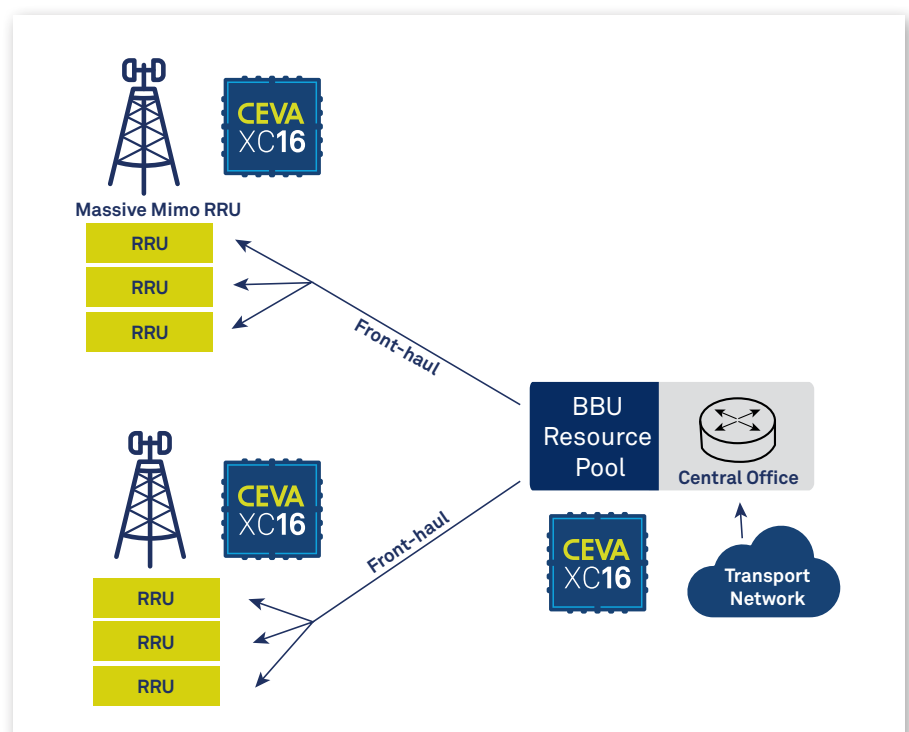 CEVA
XC16
Massive Mimo RRU
RRU
RRU
RRU
Front-haul
BBU
Resource
Pool
Central Office
CEVA
XC16
Front-haul
CEVA
XC16
Transport
Network
RRU
RRU
RRU